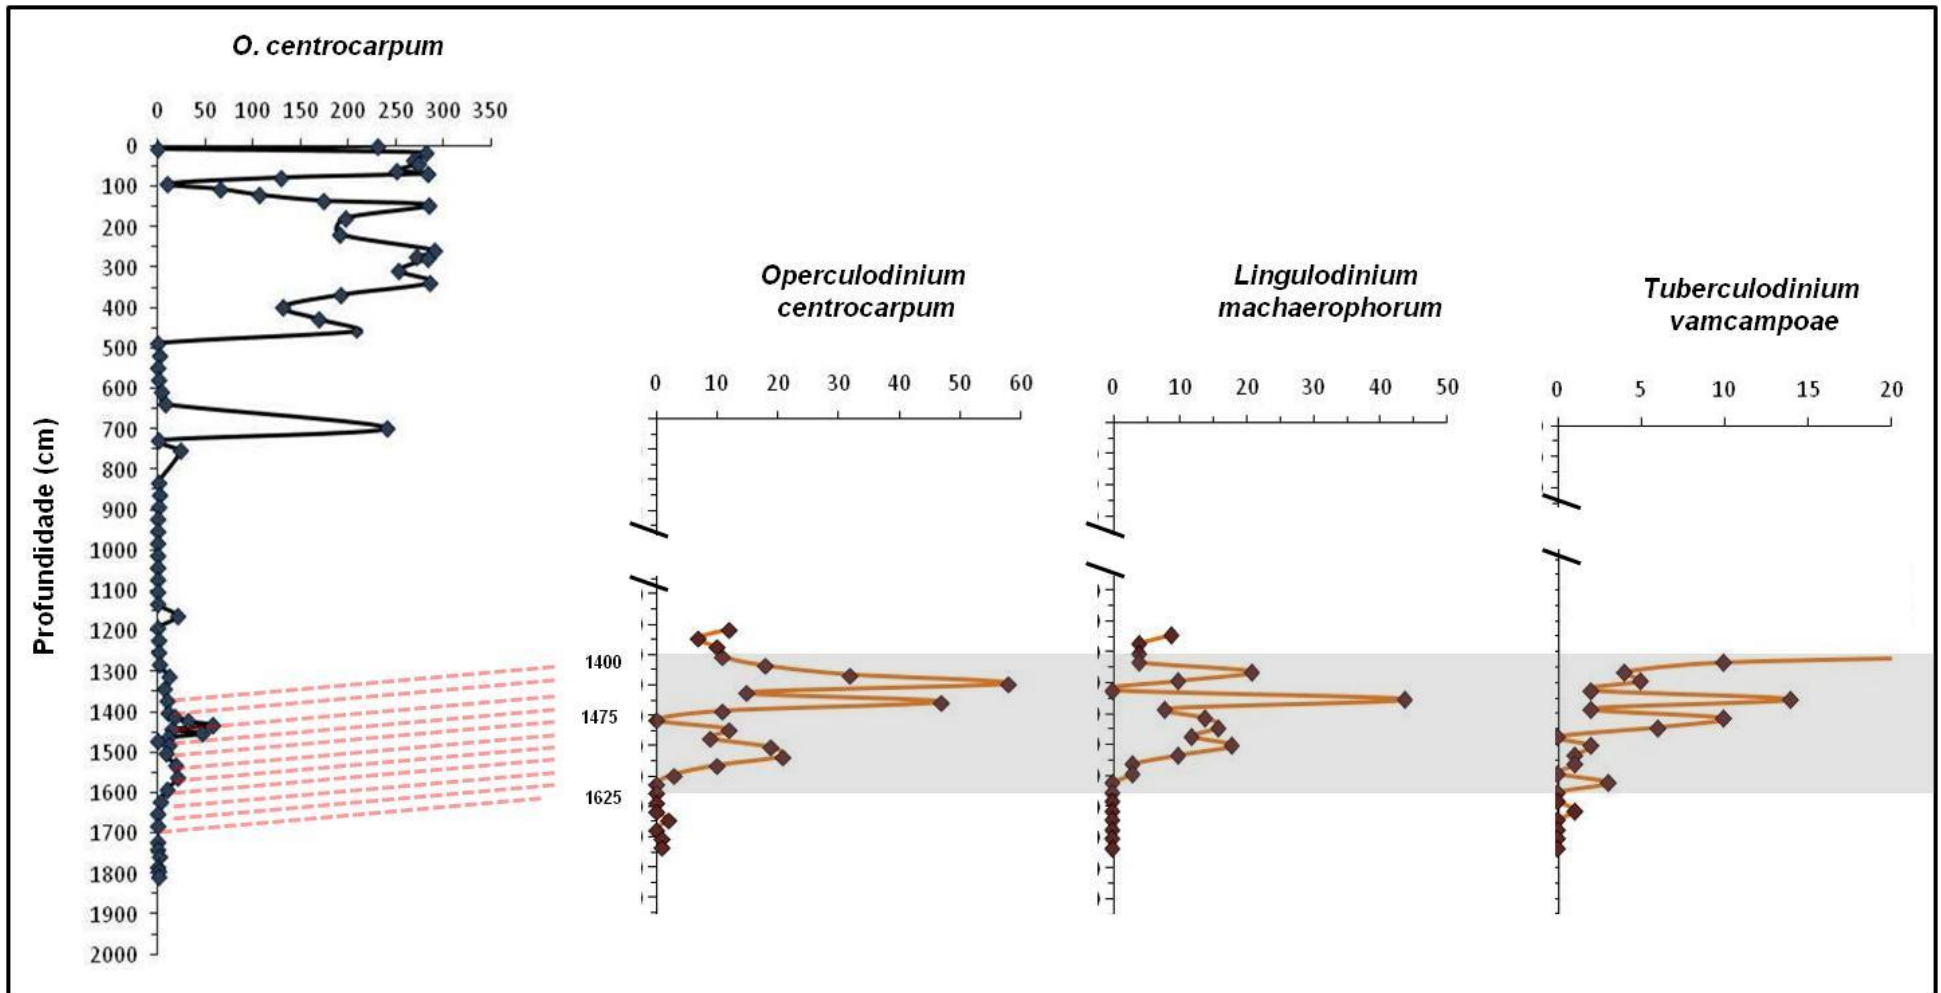 O. centrocarpum
0 50 100 150 200 250 300 350
0
100
200
300
400
500
600
700
800
900
1000
1100
1200
1300
1400
1500
1600
1700
1800
1900
2000
Profundidade (cm)
Operculodinium
centrocarpum
0 10 20 30 40 50 60
1400
1475
1625
Lingulodinium
machaerophorum
0 10 20 30 40 50
Tuberculodinium
vamcampoae
0 5 10 15 20